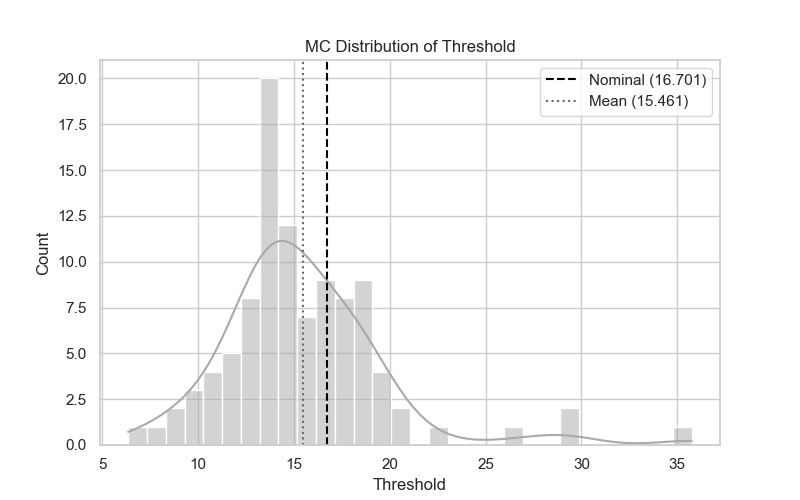 MC Distribution of Threshold
Nominal (16.701)
Mean (15.461)
20.0
17.5
15.0
12.5
10.0
7.5
5.0
2.5
0.0
Count
5 10 15 20 25 30 35
Threshold